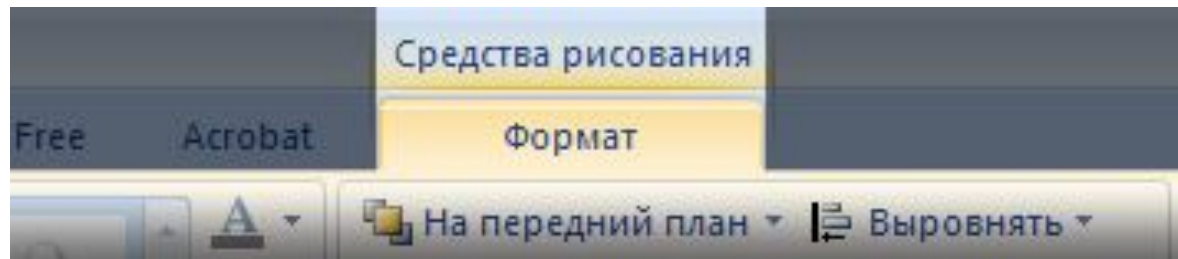 Средства рисования
Free Acrobat Формат
A На передний план Выровнять